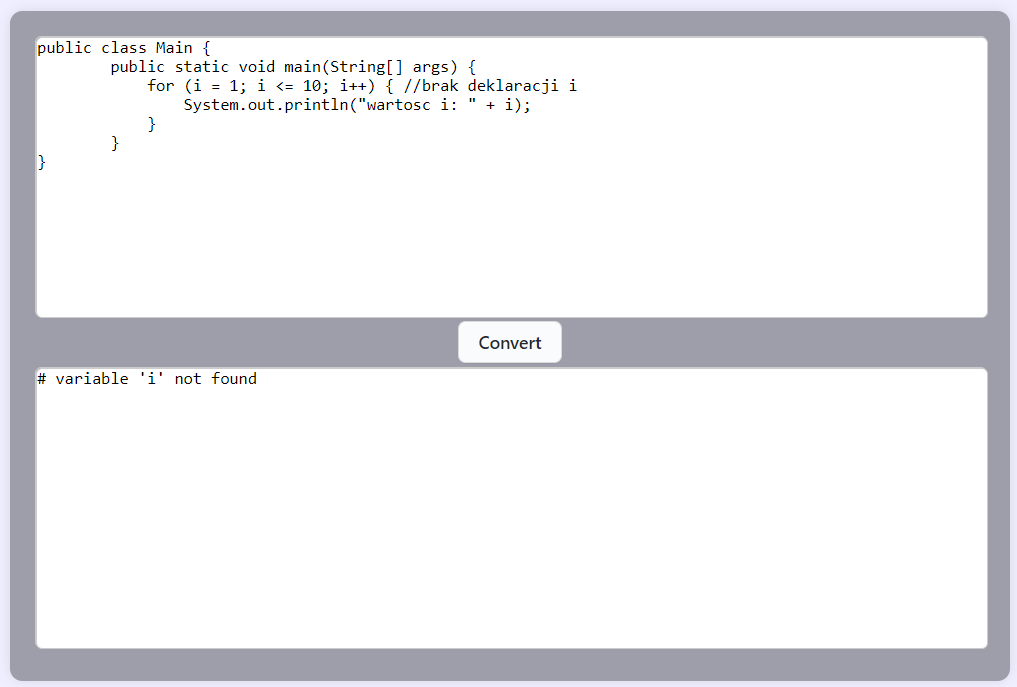 public class Main {
        public static void main(String[] args) {
            for (i = 1; i <= 10; i++) { //brak deklaracji i
                System.out.println("wartosc i: " + i);
            }
        }
}
Convert
# variable 'i' not found